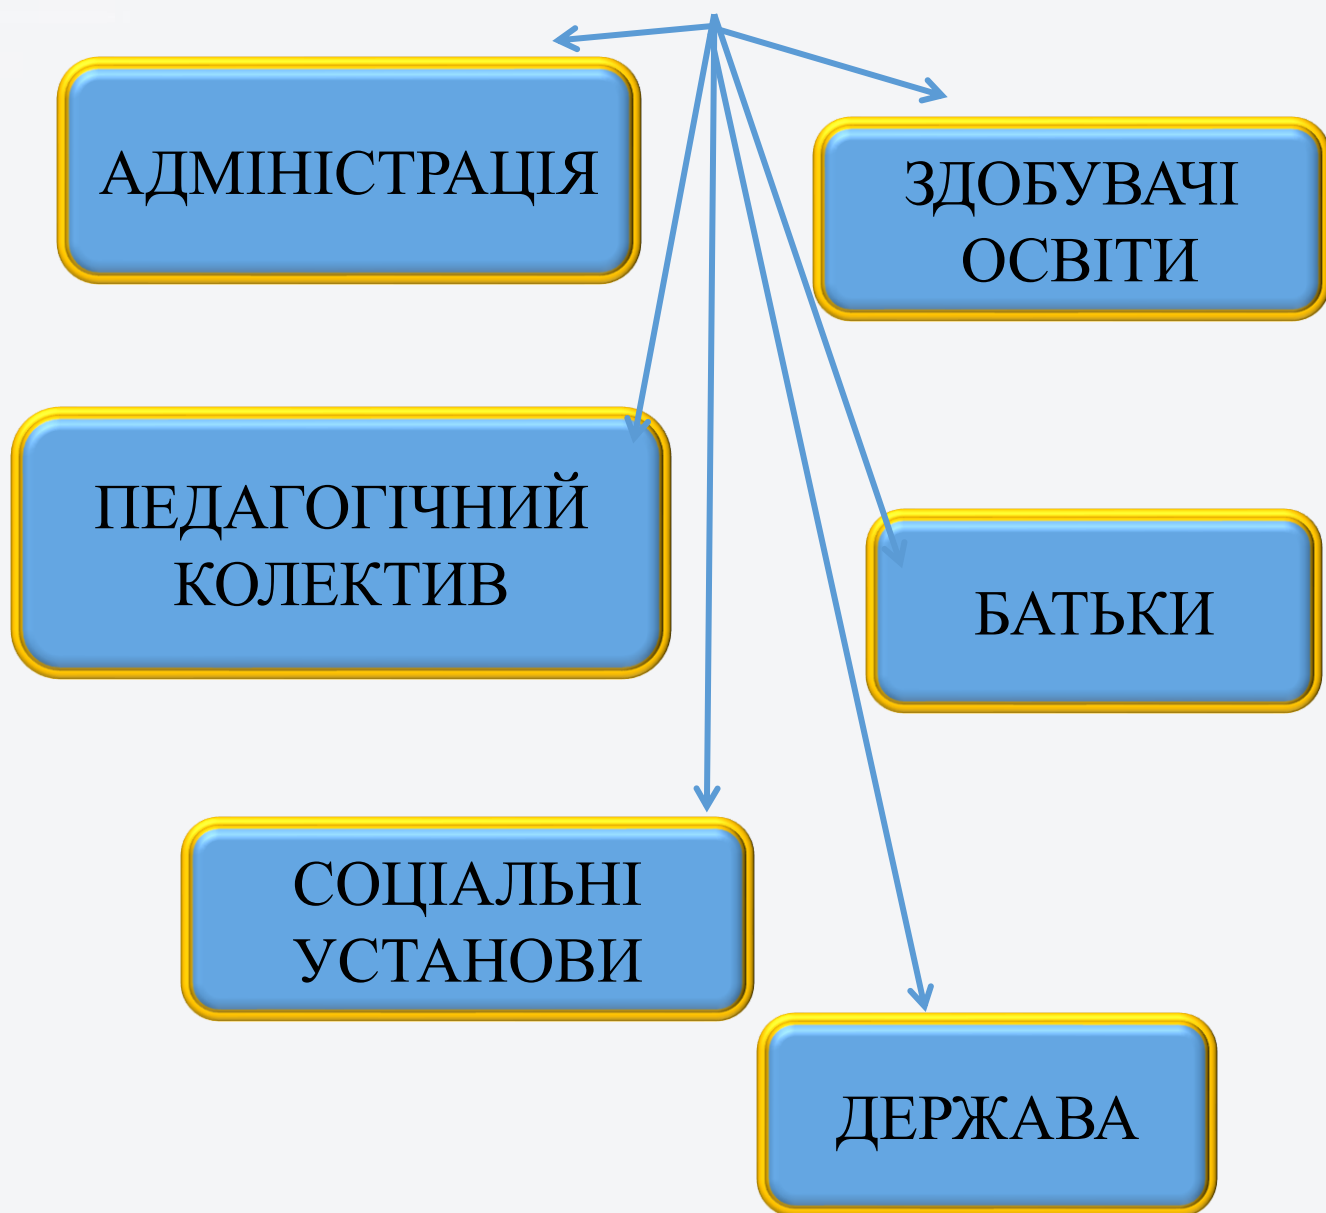 АДМІНІСТРАЦІЯ
ЗДОБУВАЧІ
ОСВІТИ
ПЕДАГОГІЧНИЙ
КОЛЕКТИВ
БАТЬКИ
СОЦІАЛЬНІ
УСТАНОВИ
ДЕРЖАВА